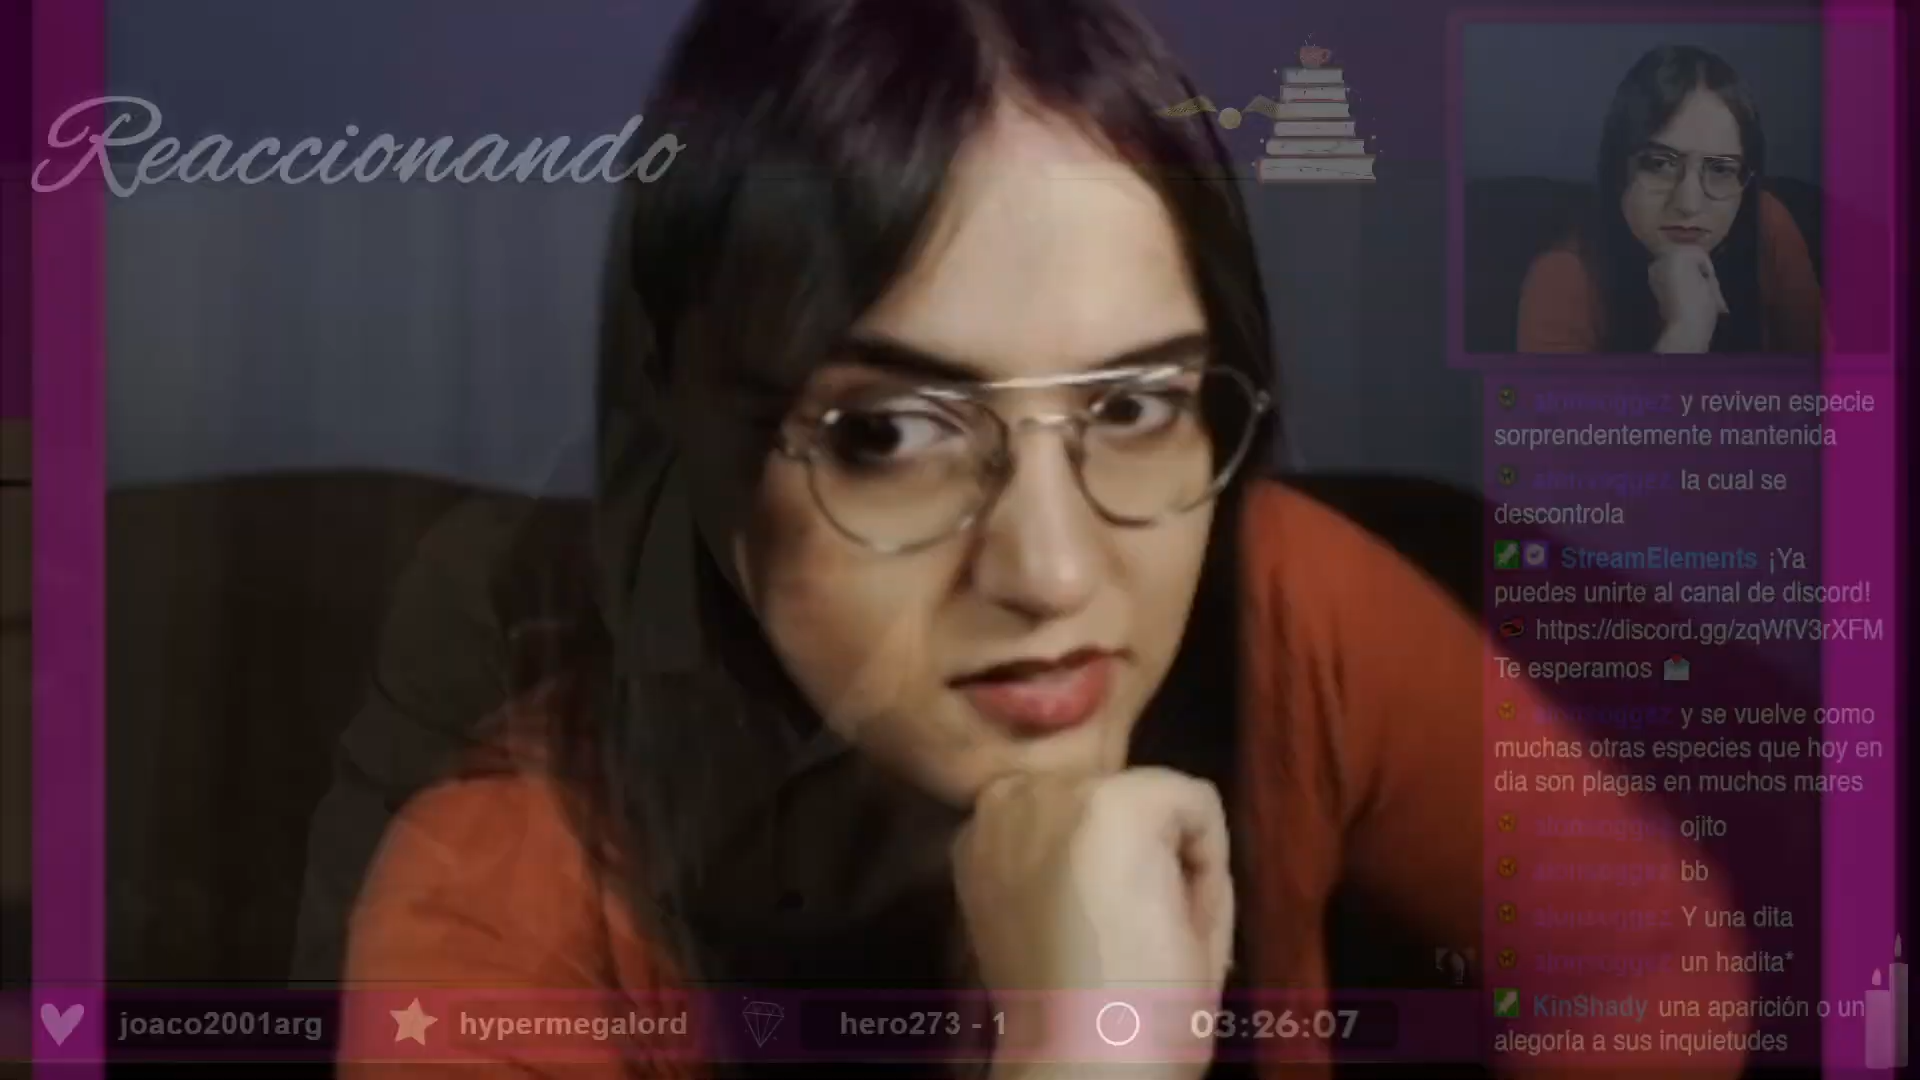 Reaccionando
y reviven especie
sorprendentemente mantenida
la cual se
descontrola
StreamElements ¡Ya
puedes unirte al canal de discord!
https://discord.gg/zqWfV3rXFM
Te esperamos
y se vuelve como
muchas otras especies que hoy en
dia son plagas en muchos mares
ojito
bb
Y una dita
un hadita*
KinShady una aparición o un
alegoría a sus inquietudes
joaco2001arg
hypermegalord
hero273 - 1
03:26:07